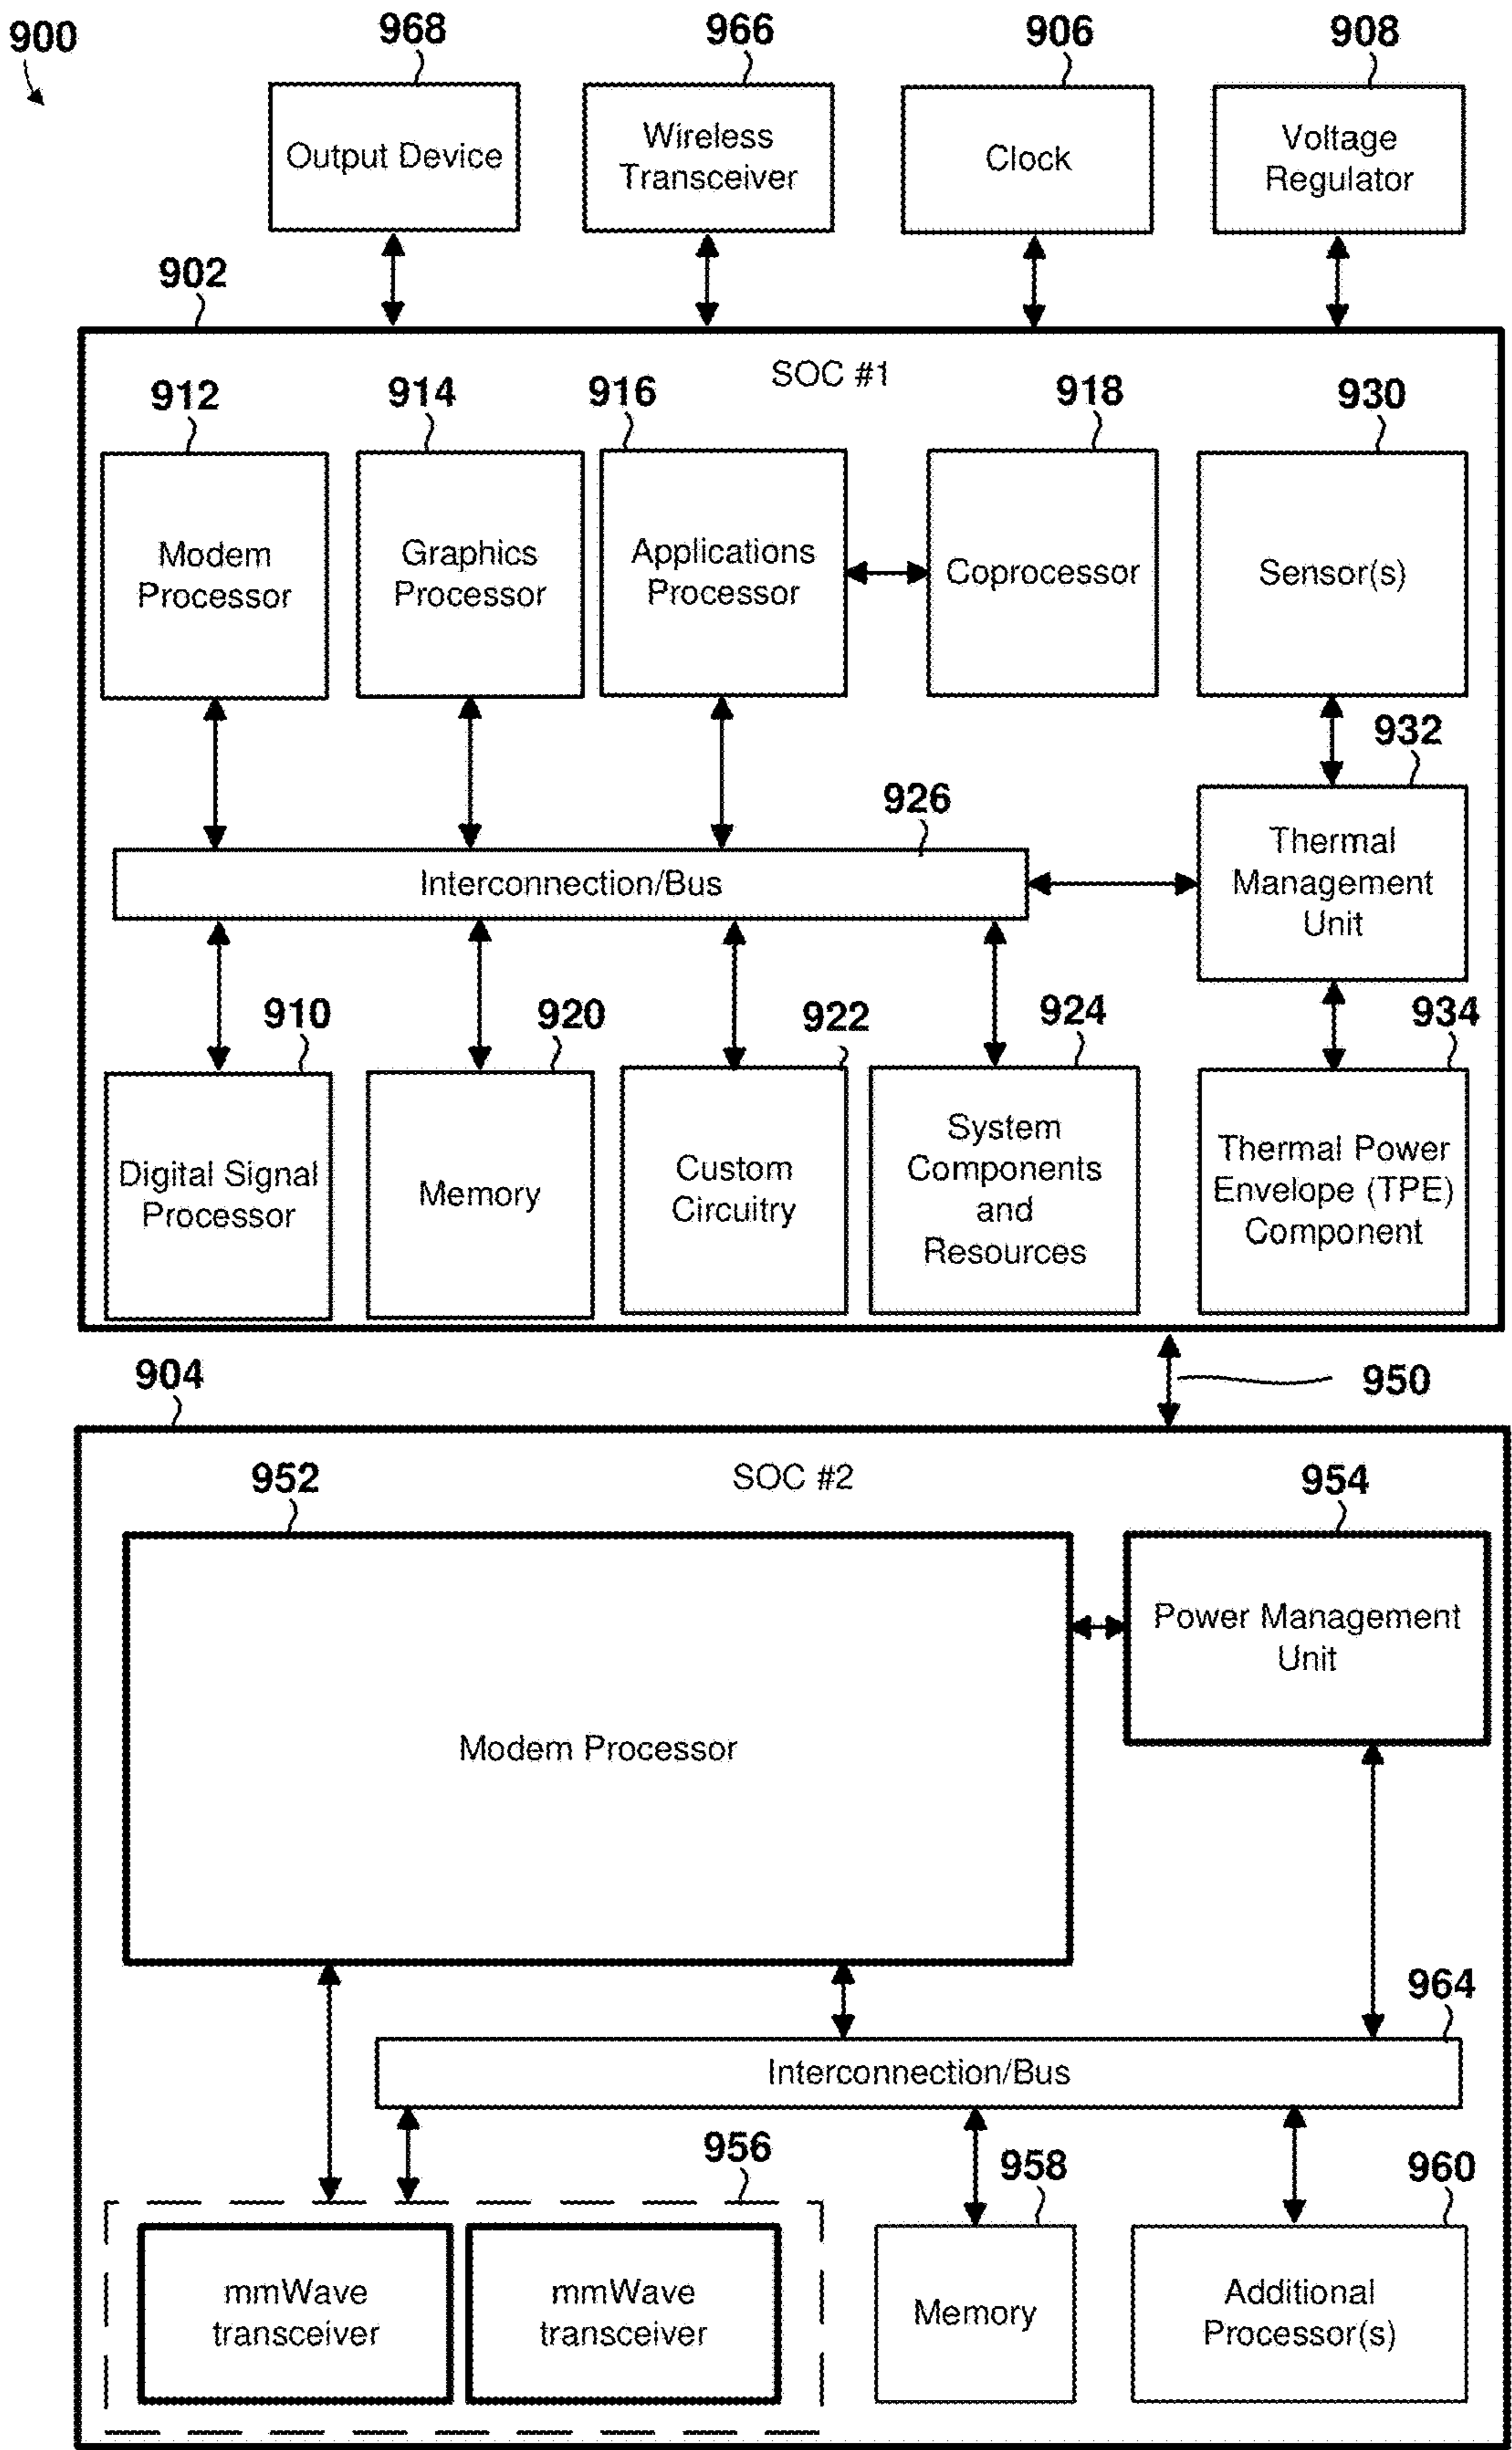 900
968
966
906
908
Output Device
Wireless
Transceiver
Clock
Voltage
Regulator
902
SOC #1
912
914
916
918
930
Modem
Processor
Graphics
Processor
Applications
Processor
Coprocessor
Sensor(s)
932
926
Interconnection/Bus
Thermal
Management
Unit
910
920
922
924
934
Digital Signal
Processor
Memory
Custom
Circuitry
System
Components
and
Resources
Thermal Power
Envelope (TPE)
Component
950
904
SOC #2
952
954
Modem Processor
Power Management
Unit
964
Interconnection/Bus
956
958
960
mmWave
transceiver
mmWave
transceiver
Memory
Additional
Processor(s)